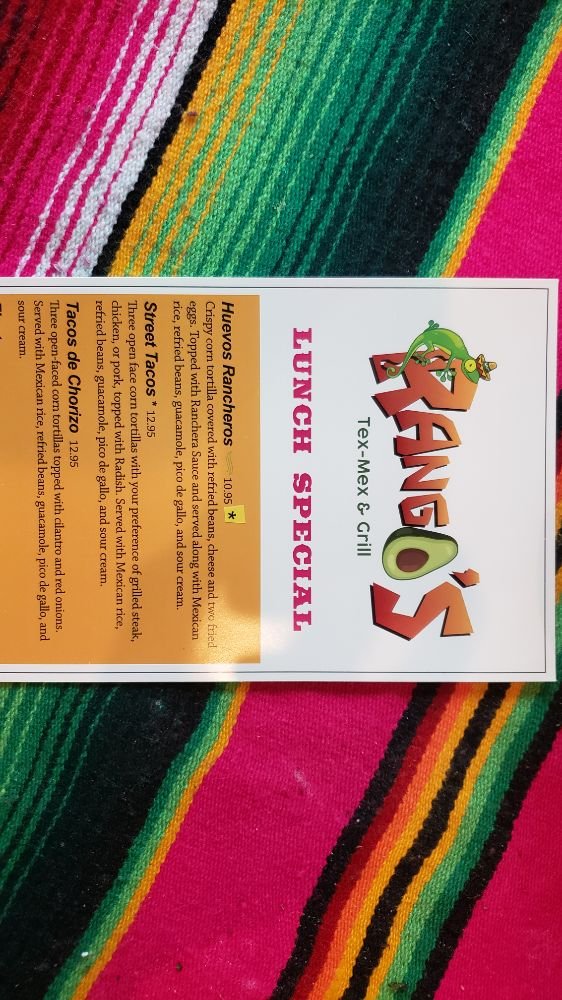 RANGO'S
Tex-Mex & Grill
LUNCH SPECIAL
Huevos Rancheros 10.95 *
Crispy corn tortilla covered with refried beans, cheese and two fried
eggs. Topped with Ranchera Sauce and served along with Mexican
rice, refried beans, guacamole, pico de gallo, and sour cream.
Street Tacos * 12.95
Three open face corn tortillas with your preference of grilled steak,
chicken, or pork, topped with Radish. Served with Mexican rice,
refried beans, guacamole, pico de gallo, and sour cream.
Tacos de Chorizo 12.95
Three open-faced corn tortillas topped with cilantro and red onions.
Served with Mexican rice, refried beans, guacamole, pico de gallo, and
sour cream.